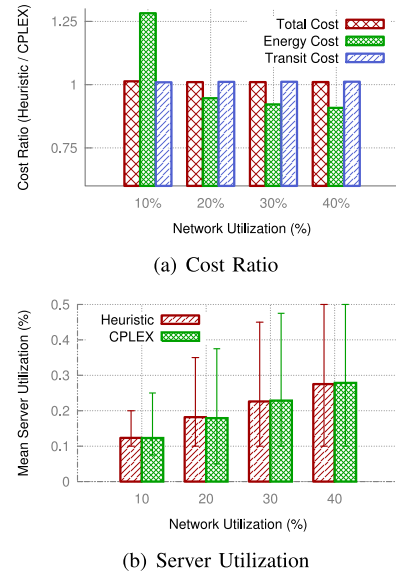 Cost Ratio (Heuristic / CPLEX)
1.25
1
0.75
Total Cost
Energy Cost
Transit Cost
10%
20%
30%
40%
Network Utilization (%)
(a) Cost Ratio
Mean Server Utilization (%)
0.5
0.4
0.3
0.2
0.1
0
Heuristic
CPLEX
10
20
30
40
Network Utilization (%)
(b) Server Utilization